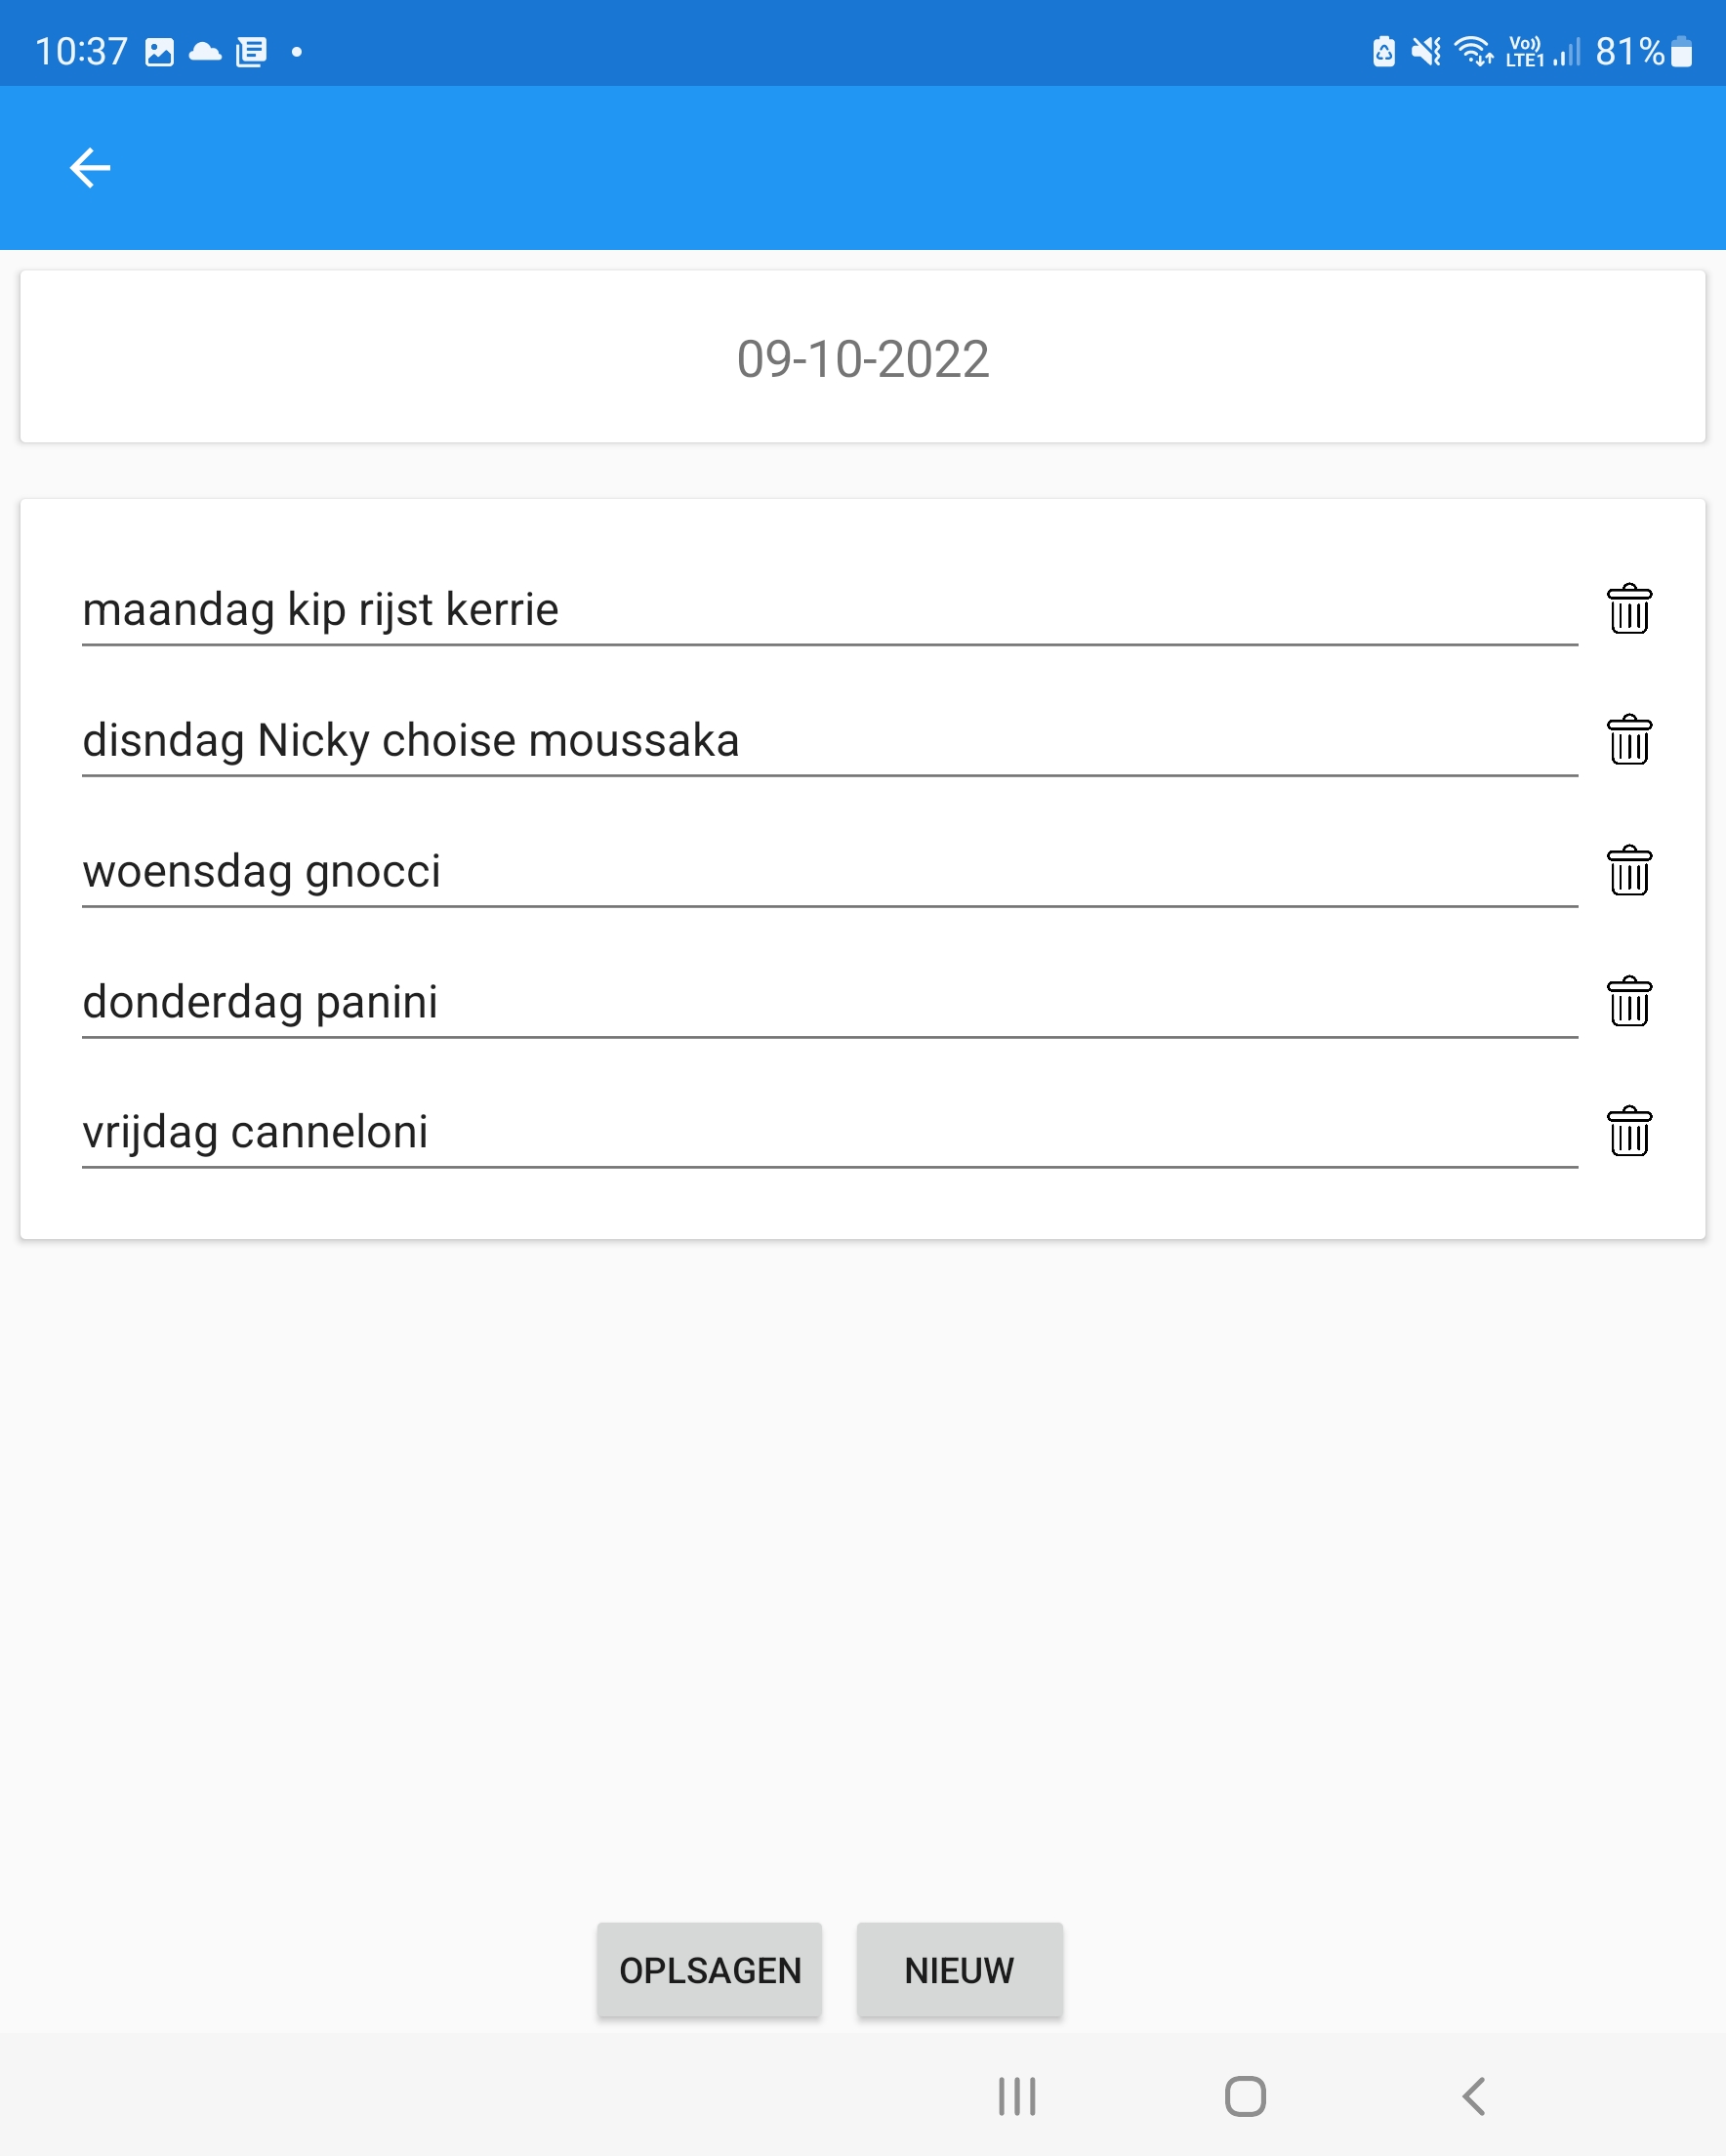 10:37
Vo)) LTE1 81%
09-10-2022
maandag kip rijst kerrie
disndag Nicky choise moussaka
woensdag gnocci
donderdag panini
vrijdag canneloni
OPLSAGEN NIEUW